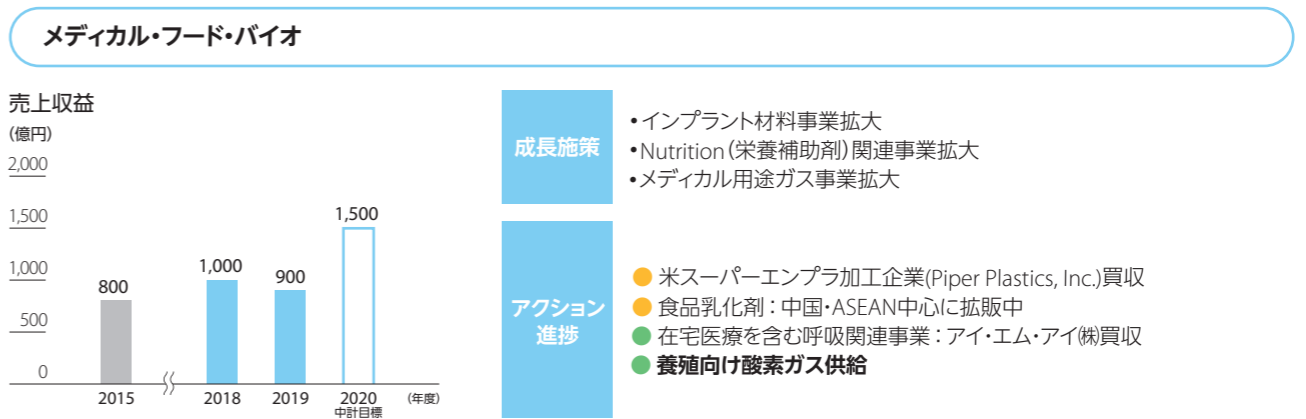 メディカル・フード・バイオ
売上収益
(億円)
2,000
1,500
1,000
500
0
800
1,000
900
1,500
2015
2018
2019
2020
中計目標
(年度)
成長施策
•インプラント材料事業拡大
•Nutrition(栄養補助剤)関連事業拡大
•メディカル用途ガス事業拡大
アクション
進捗
米スーパーエンプラ加工企業(Piper Plastics, Inc.)買収
食品乳化剤：中国・ASEAN中心に拡販中
在宅医療を含む呼吸関連事業：アイ・エム・アイ㈱買収
養殖向け酸素ガス供給